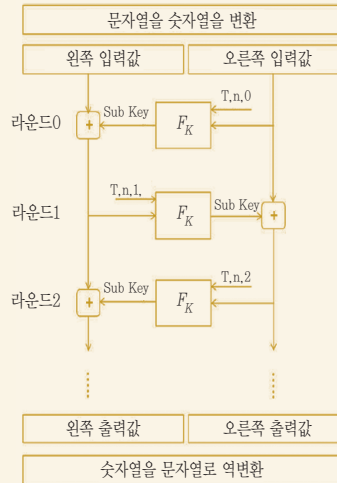 문자열을 숫자열을 변환
왼쪽 입력값 오른쪽 입력값
라운드0 + Sub Key F_K T,n,0
라운드1 T,n,1, F_K Sub Key +
라운드2 + Sub Key F_K T,n,2
왼쪽 출력값 오른쪽 출력값
숫자열을 문자열로 역변환